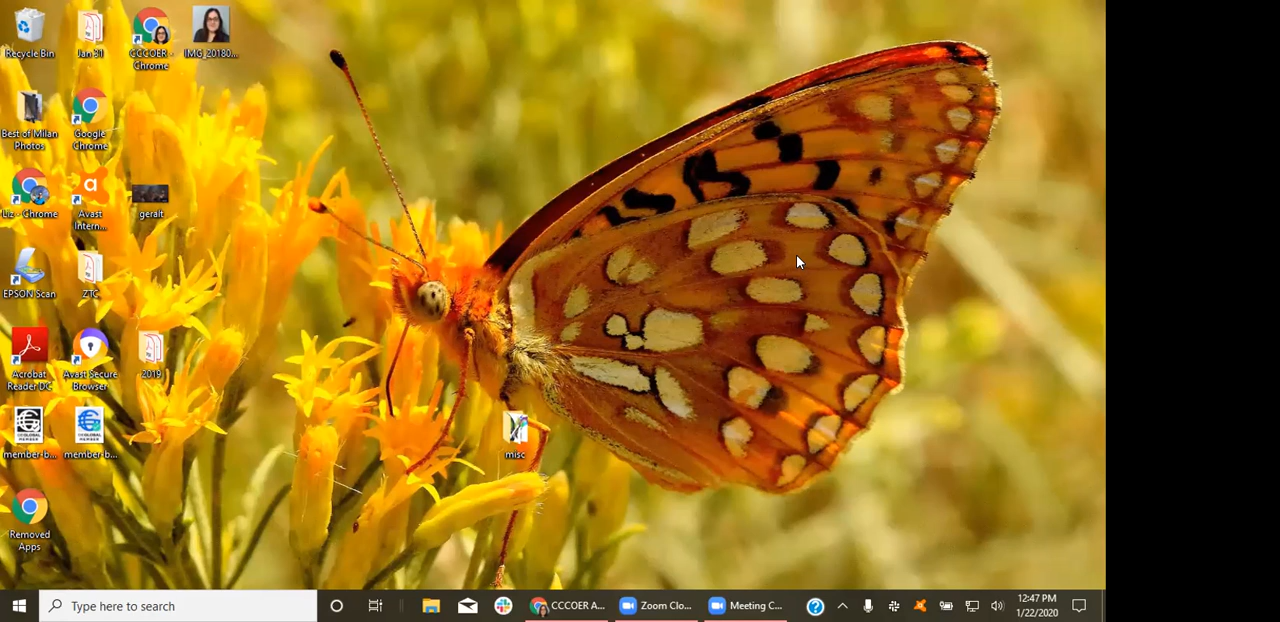 Recycle Bin
Jan 31
CCCOER -
Chrome
IMG_20180...
Best of Milan
Photos
Google
Chrome
Liz - Chrome
Avast
Intern...
gerait
EPSON Scan
ZTC
Acrobat
Reader DC
Avast Secure
Browser
2019
member-b...
member-b...
misc
Removed
Apps
Type here to search
CCCOER A...
Zoom Clo...
Meeting C...
12:47 PM
1/22/2020